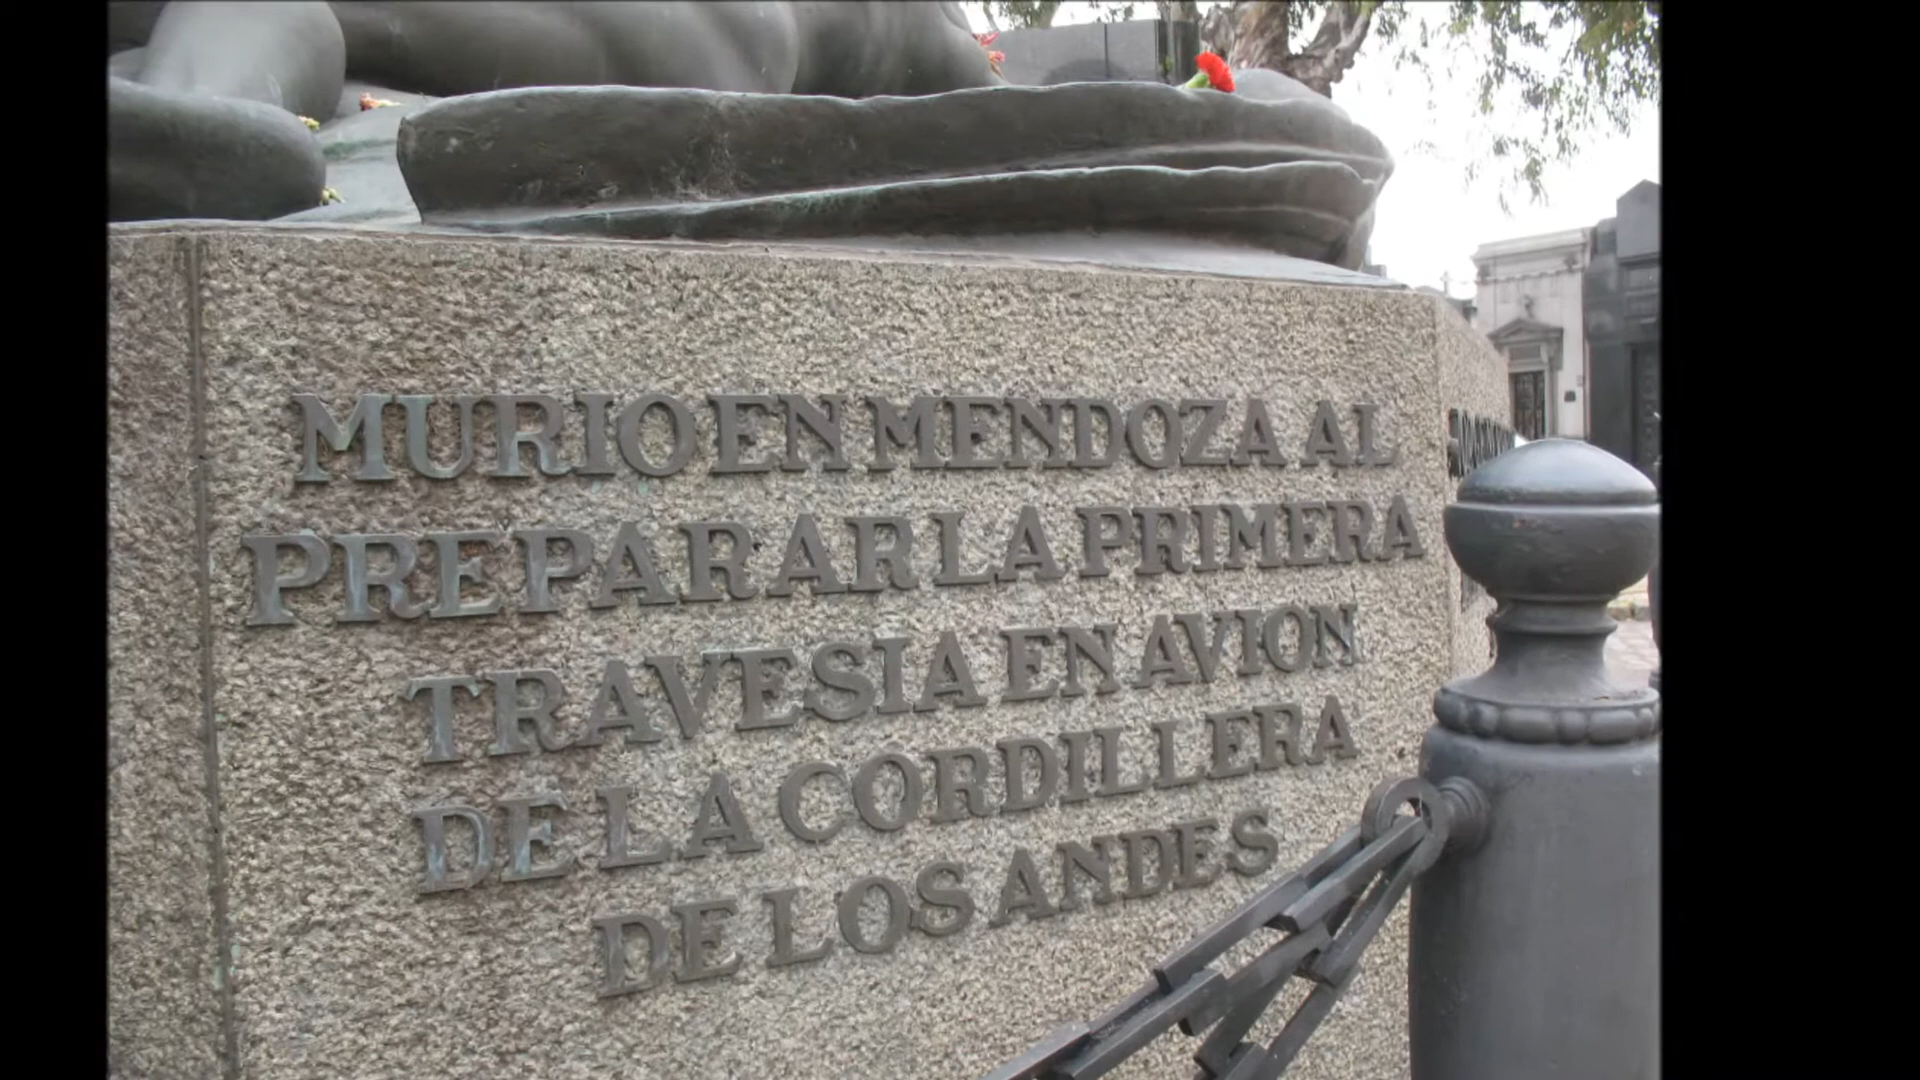 MURIO EN MENDOZA AL
PREPARAR LA PRIMERA
TRAVESIA EN AVION
DE LA CORDILLERA
DE LOS ANDES